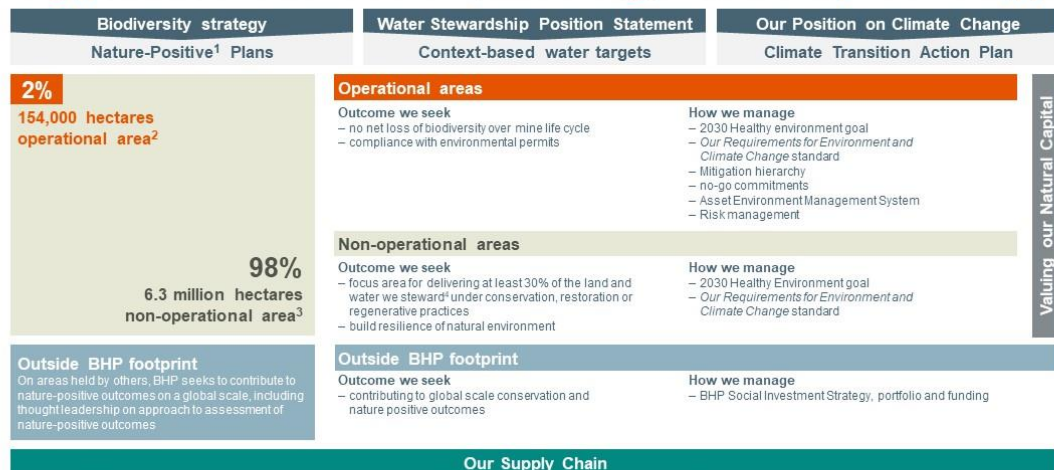 Biodiversity strategy
Nature-Positive¹ Plans
Water Stewardship Position Statement
Context-based water targets
Our Position on Climate Change
Climate Transition Action Plan
2%
154,000 hectares
operational area²
98%
6.3 million hectares
non-operational area³
Outside BHP footprint
On areas held by others, BHP seeks to contribute to
nature-positive outcomes on a global scale, including
thought leadership on approach to assessment of
nature-positive outcomes
Operational areas
Outcome we seek
– no net loss of biodiversity over mine life cycle
– compliance with environmental permits
How we manage
– 2030 Healthy environment goal
– Our Requirements for Environment and
Climate Change standard
– Mitigation hierarchy
– no-go commitments
– Asset Environment Management System
– Risk management
Non-operational areas
Outcome we seek
– focus area for delivering at least 30% of the land and
water we steward⁴ under conservation, restoration or
regenerative practices
– build resilience of natural environment
How we manage
– 2030 Healthy Environment goal
– Our Requirements for Environment and
Climate Change standard
Outside BHP footprint
Outcome we seek
– contributing to global scale conservation and
nature positive outcomes
How we manage
– BHP Social Investment Strategy, portfolio and funding
Valuing our Natural Capital
Our Supply Chain